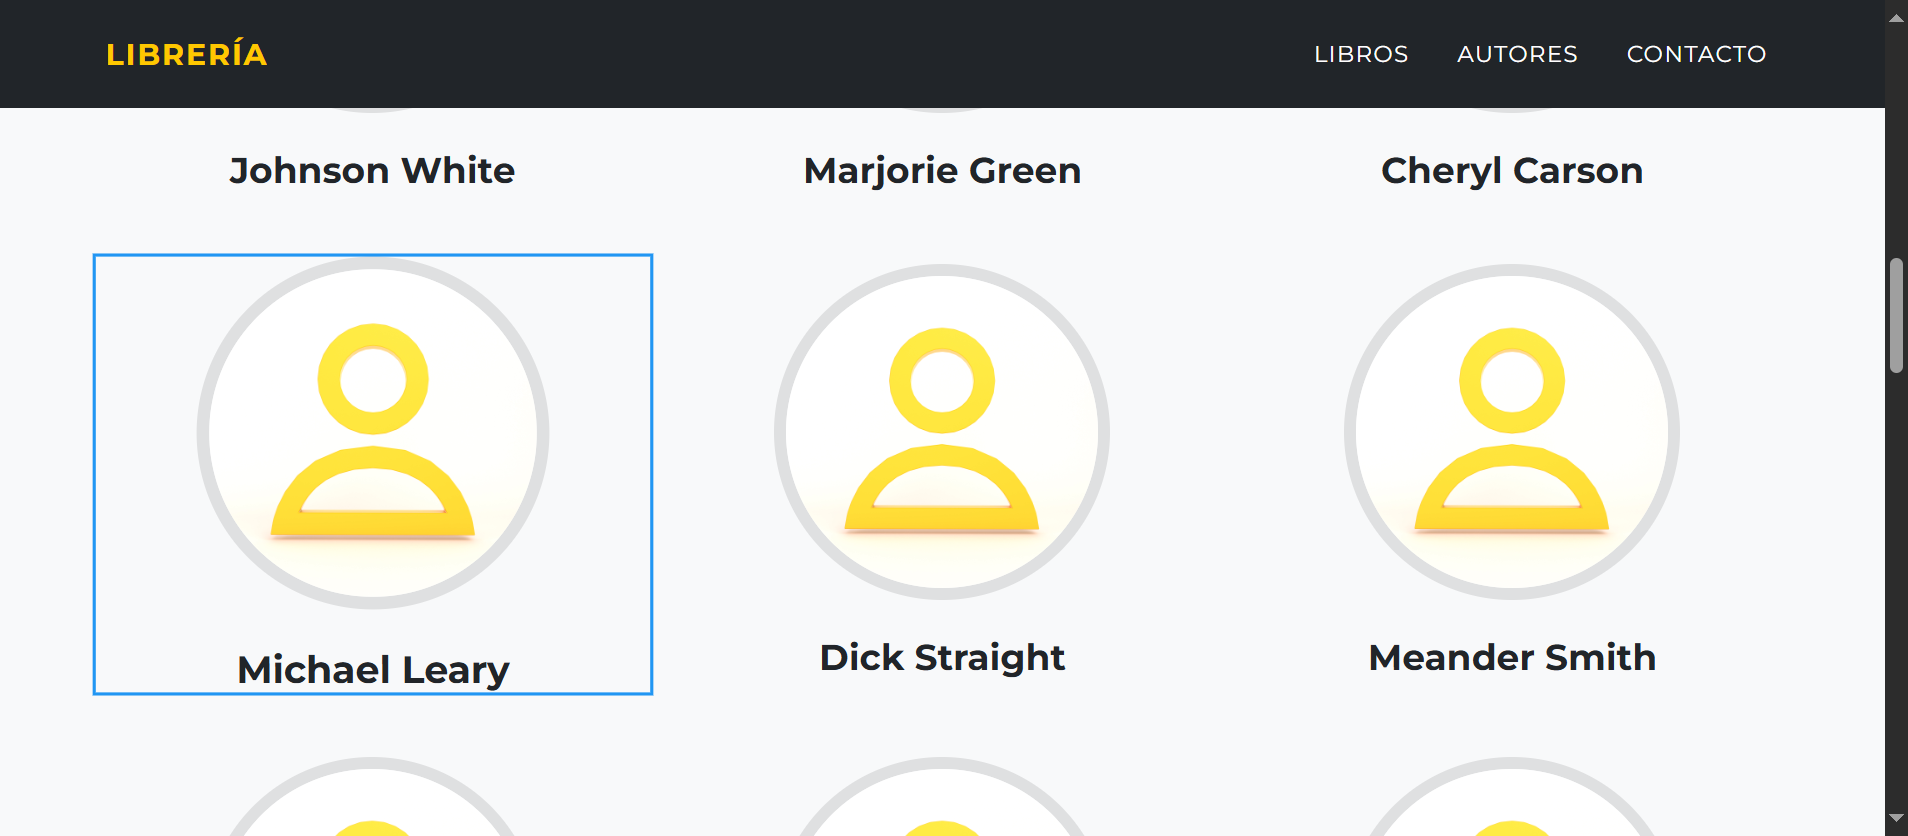 LIBRERÍA
LIBROS AUTORES CONTACTO
Johnson White
Marjorie Green
Cheryl Carson
Michael Leary
Dick Straight
Meander Smith